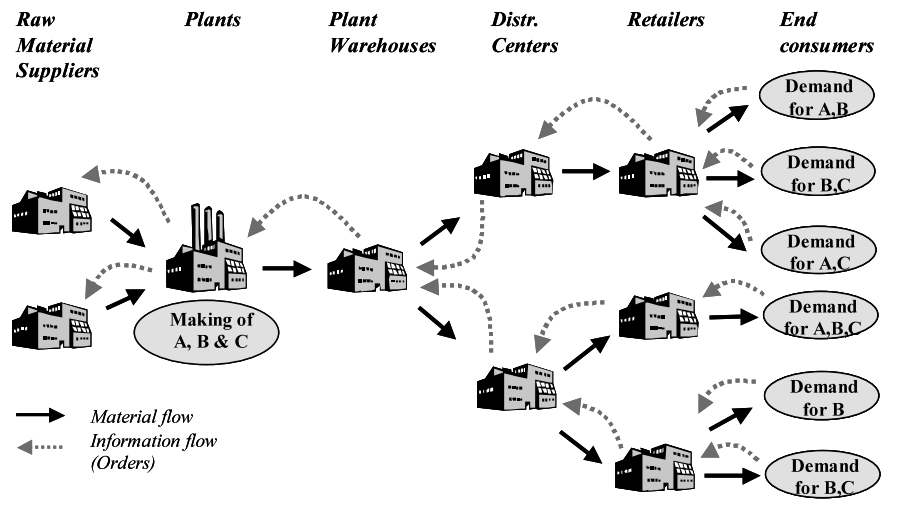 Raw
Material
Suppliers
Plants
Plant
Warehouses
Distr.
Centers
Retailers
End
consumers
Demand
for A,B
Demand
for B,C
Demand
for A,C
Making of
A, B & C
Demand
for A,B,C
Demand
for B
Demand
for B,C
Material flow
Information flow
(Orders)